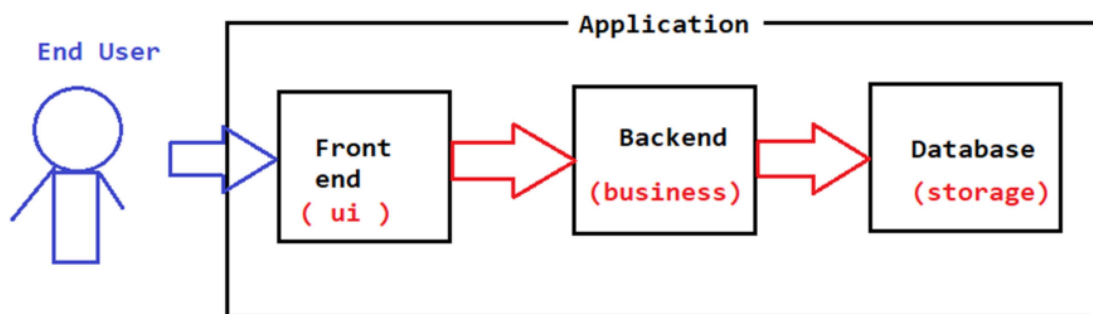 Application
End User
Front
end
( ui )
Backend
(business)
Database
(storage)